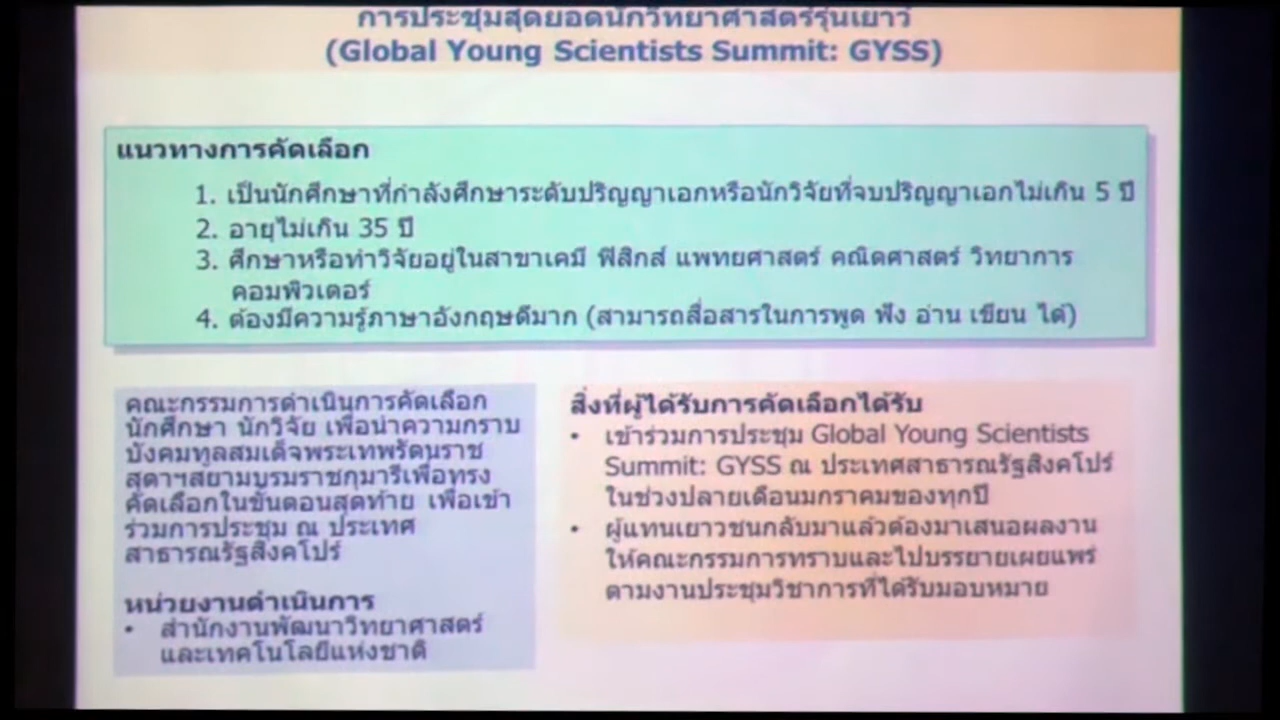 การประชุมสุดยอดนักวิทยาศาสตร์รุ่นเยาว์
(Global Young Scientists Summit: GYSS)
แนวทางการคัดเลือก
1. เป็นนักศึกษาที่กำลังศึกษาระดับปริญญาเอกหรือนักวิจัยที่จบปริญญาเอกไม่เกิน 5 ปี
2. อายุไม่เกิน 35 ปี
3. ศึกษาหรือทำวิจัยอยู่ในสาขาเคมี ฟิสิกส์ แพทยศาสตร์ คณิตศาสตร์ วิทยาการ
คอมพิวเตอร์
4. ต้องมีความรู้ภาษาอังกฤษดีมาก (สามารถสื่อสารในการพูด ฟัง อ่าน เขียน ได้)
คณะกรรมการดำเนินการคัดเลือก
นักศึกษา นักวิจัย เพื่อนำความกราบ
บังคมทูลสมเด็จพระเทพรัตนราช
สุดาฯสยามบรมราชกุมารีเพื่อทรง
คัดเลือกในขั้นตอนสุดท้าย เพื่อเข้า
ร่วมการประชุม ณ ประเทศ
สาธารณรัฐสิงคโปร์
หน่วยงานดำเนินการ
• สำนักงานพัฒนาวิทยาศาสตร์
และเทคโนโลยีแห่งชาติ
สิ่งที่ผู้ได้รับการคัดเลือกได้รับ
• เข้าร่วมการประชุม Global Young Scientists
Summit: GYSS ณ ประเทศสาธารณรัฐสิงคโปร์
ในช่วงปลายเดือนมกราคมของทุกปี
• ผู้แทนเยาวชนกลับมาแล้วต้องมาเสนอผลงาน
ให้คณะกรรมการทราบและไปบรรยายเผยแพร่
ตามงานประชุมวิชาการที่ได้รับมอบหมาย